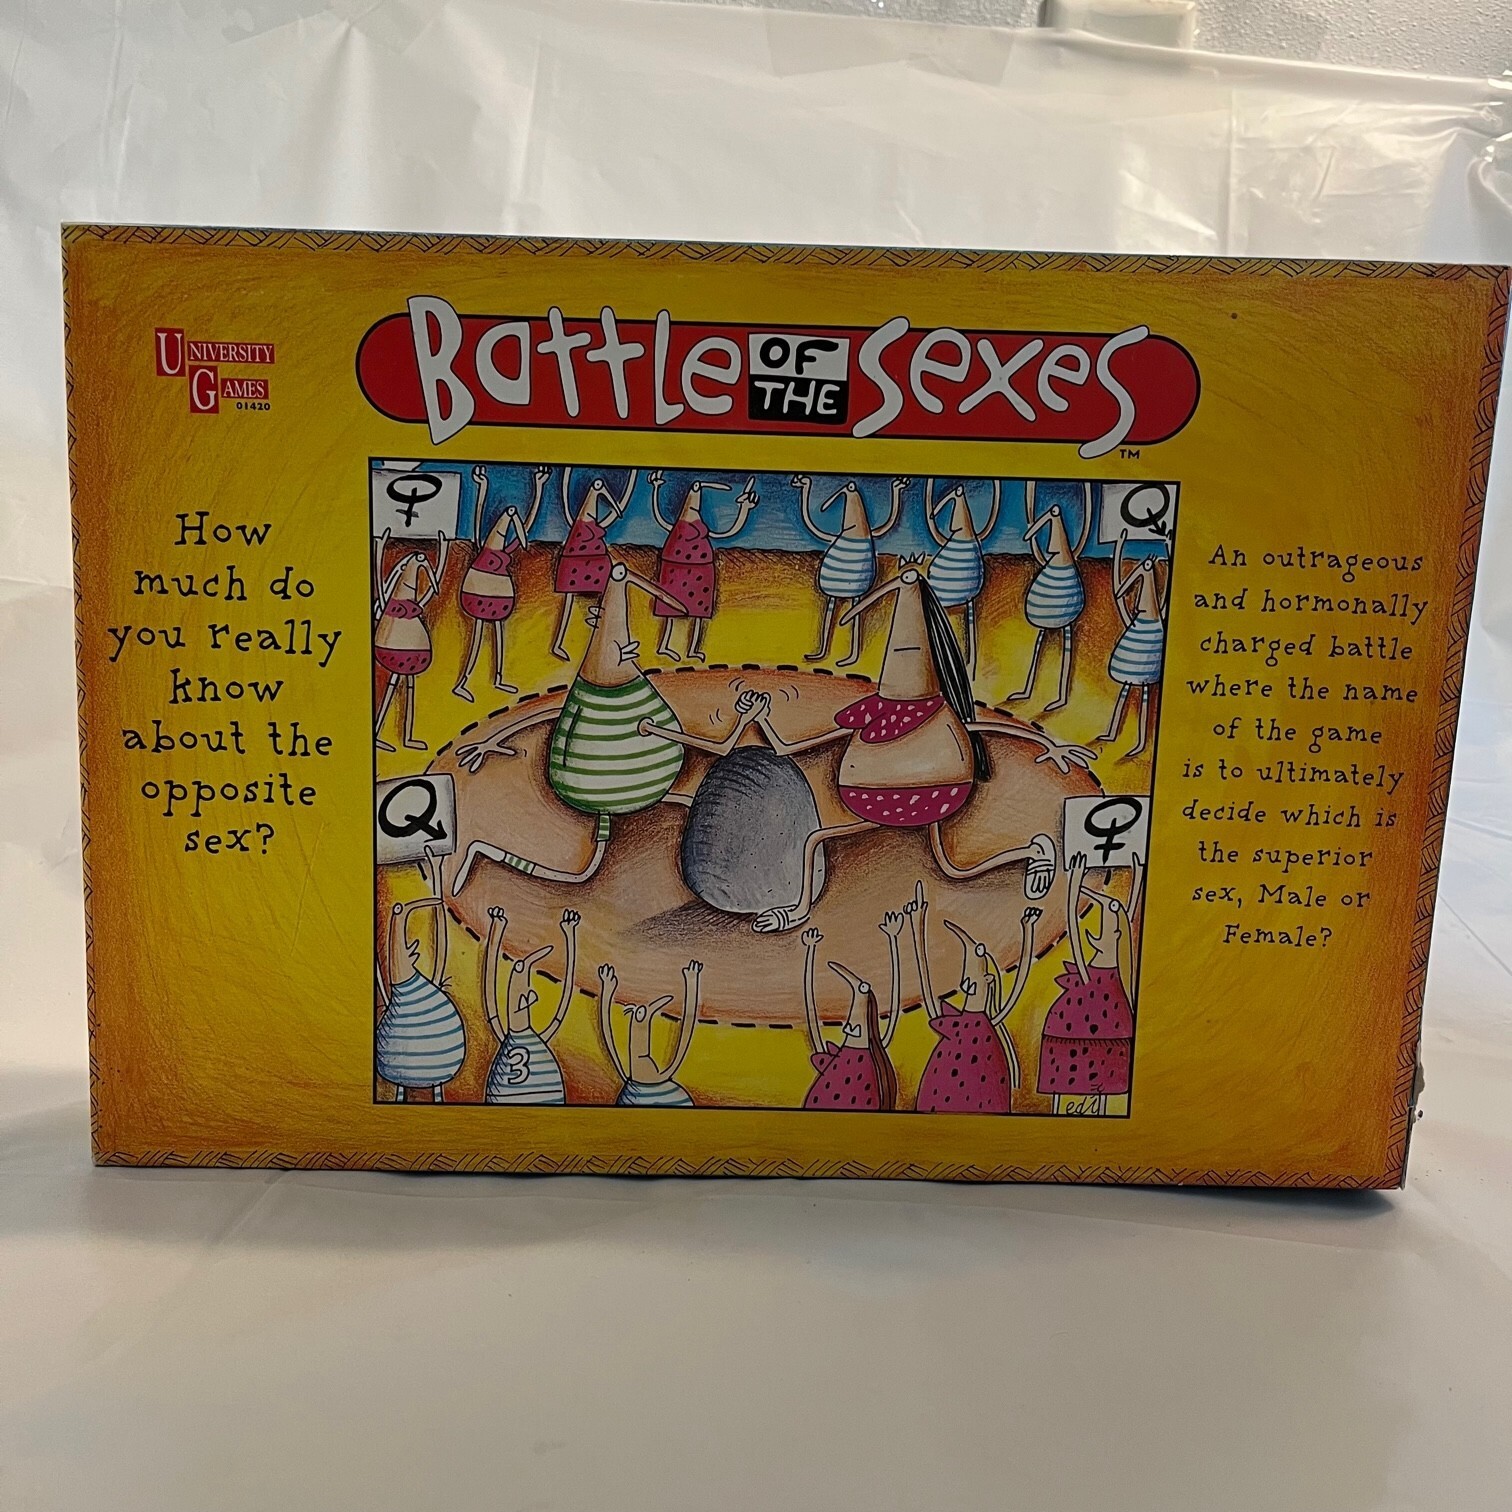 UNIVERSITY
GAMES
01420
Battle OF THE sexes
TM
How
much do
you really
know
about the
opposite
sex?
An outrageous
and hormonally
charged battle
where the name
of the game
is to ultimately
decide which is
the superior
sex, Male or
Female?
3